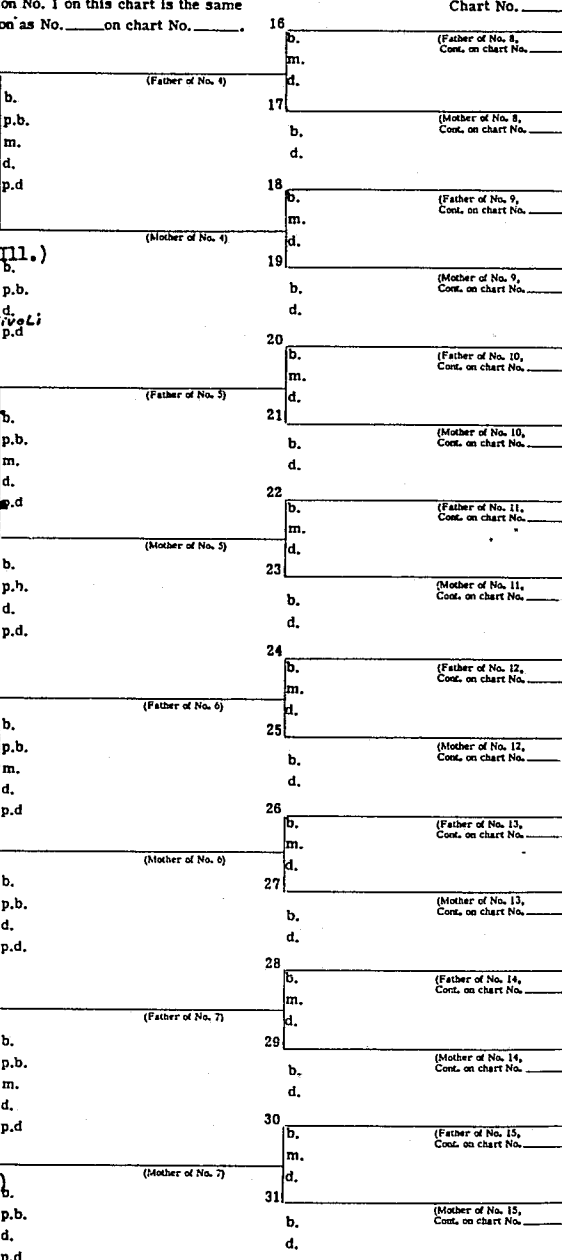 on No. 1 on this chart is the same
on as No.____on chart No.____.
Chart No.____
16
b. (Father of No. 8,
m. Cont. on chart No.____
(Father of No. 4)
d.
b.
17
p.b. (Mother of No. 8,
b. Cont. on chart No.____
m.
d.
d.
p.d
18
b. (Father of No. 9,
m. Cont. on chart No.____
(Mother of No. 4)
d.
Ill.)
19
b.
(Mother of No. 9,
p.b. b. Cont. on chart No.____
d. d.
ivoli
p.d
20
b. (Father of No. 10,
m. Cont. on chart No.____
(Father of No. 5)
d.
b.
21
p.b. (Mother of No. 10,
b. Cont. on chart No.____
m.
d.
d.
p.d
22
b. (Father of No. 11,
m. Cont. on chart No.____
(Mother of No. 5)
d.
b.
23
p.h. (Mother of No. 11,
b. Cont. on chart No.____
d.
d.
p.d.
24
b. (Father of No. 12,
m. Cont. on chart No.____
(Father of No. 6)
d.
b.
25
p.b. (Mother of No. 12,
b. Cont. on chart No.____
m.
d.
d.
p.d
26
b. (Father of No. 13,
m. Cont. on chart No.____
(Mother of No. 6)
d.
b.
27
p.b. (Mother of No. 13,
b. Cont. on chart No.____
d.
d.
p.d.
28
b. (Father of No. 14,
m. Cont. on chart No.____
(Father of No. 7)
d.
b.
29
p.b. (Mother of No. 14,
b. Cont. on chart No.____
m.
d.
d.
p.d
30
b. (Father of No. 15,
m. Cont. on chart No.____
(Mother of No. 7)
d.
)
b.
31
p.b. (Mother of No. 15,
b. Cont. on chart No.____
d.
d.
p.d